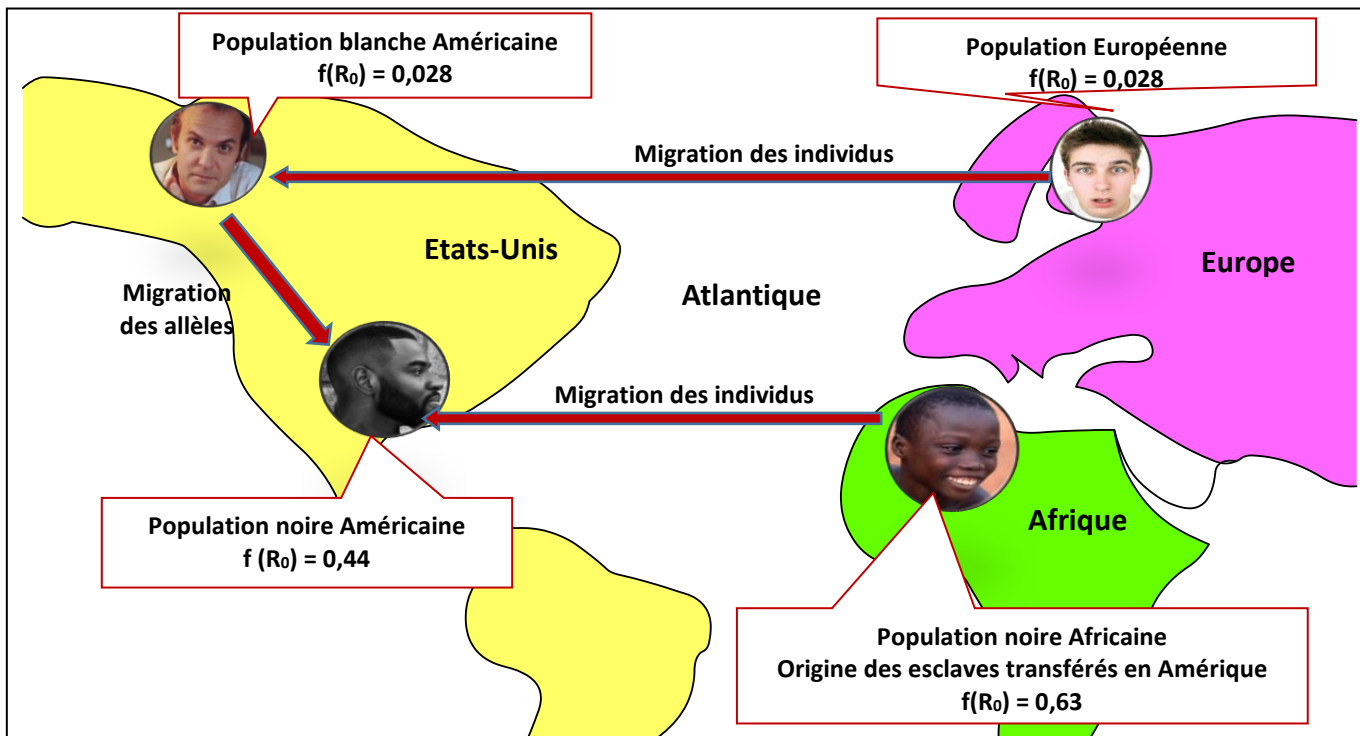 Population blanche Américaine
f(R₀) = 0,028
Population Européenne
f(R₀) = 0,028
Migration des individus
Etats-Unis
Europe
Atlantique
Migration
des allèles
Migration des individus
Population noire Américaine
f (R₀) = 0,44
Afrique
Population noire Africaine
Origine des esclaves transférés en Amérique
f(R₀) = 0,63